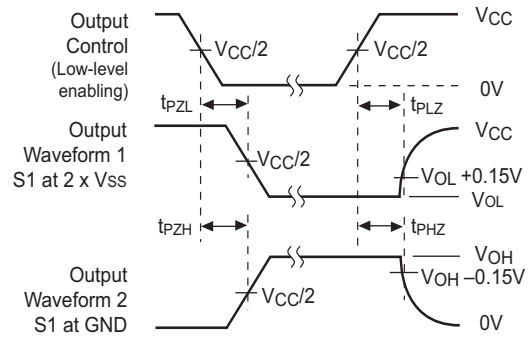 Output
Control
(Low-level
enabling)
VCC/2
VCC/2
VCC
0V
tPZL
tPLZ
Output
Waveform 1
S1 at 2 x VSS
VCC/2
VCC
VOL +0.15V
VOL
tPZH
tPHZ
Output
Waveform 2
S1 at GND
VCC/2
VOH
VOH –0.15V
0V